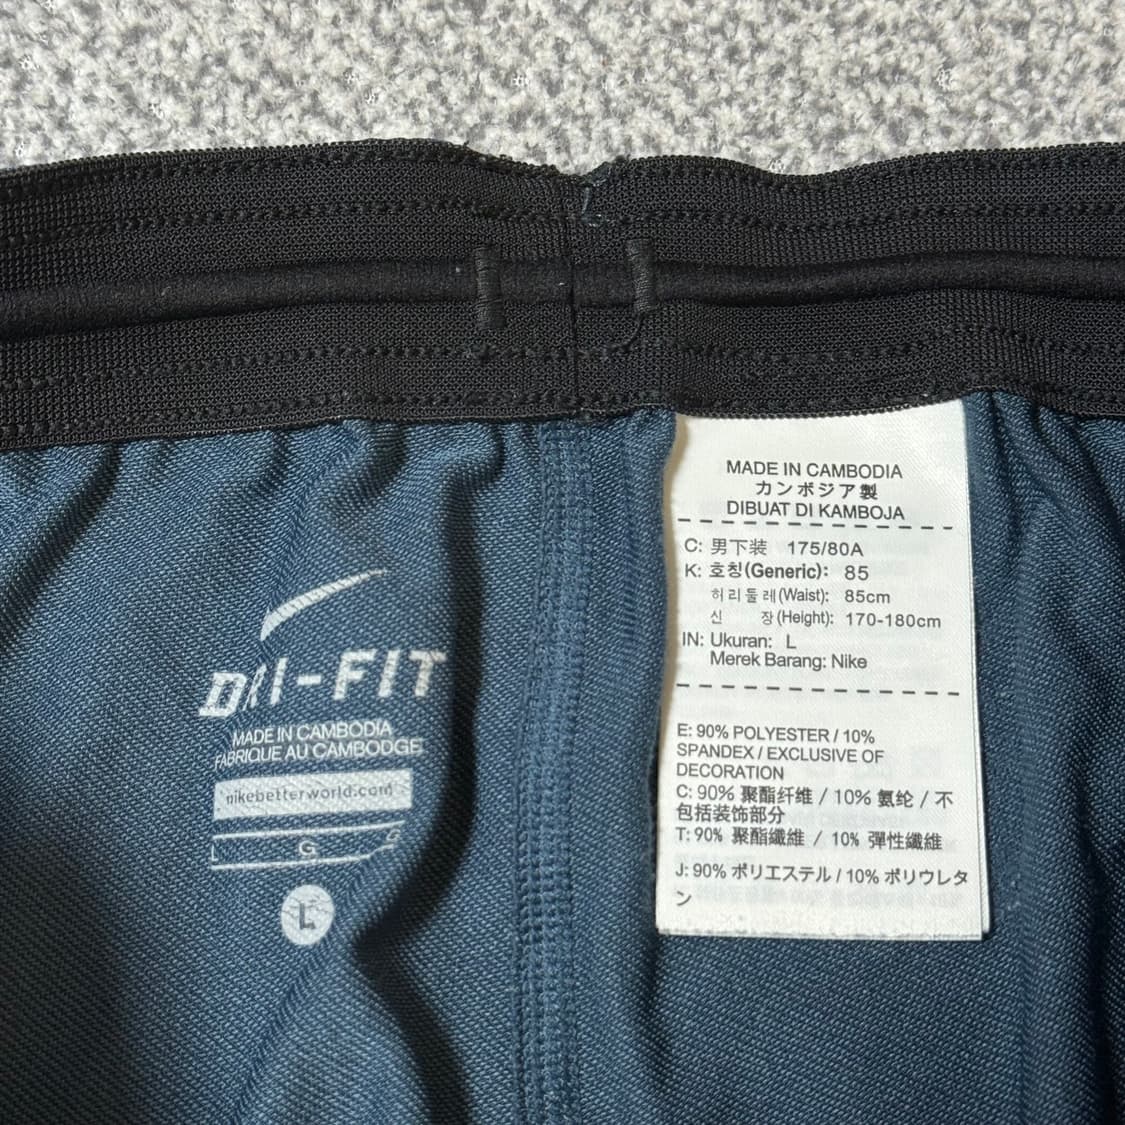 DRI-FIT
MADE IN CAMBODIA
FABRIQUE AU CAMBODGE
nikebetterworld.com
L G G
L
MADE IN CAMBODIA
カンボジア製
DIBUAT DI KAMBOJA
C: 男下装 175/80A
K: 호칭(Generic): 85
허리둘레(Waist): 85cm
신 장(Height): 170-180cm
IN: Ukuran: L
Merek Barang: Nike
E: 90% POLYESTER / 10%
SPANDEX / EXCLUSIVE OF
DECORATION
C: 90% 聚酯纤维 / 10% 氨纶 / 不
包括装饰部分
T: 90% 聚酯纖維 / 10% 彈性纖維
J: 90% ポリエステル / 10% ポリウレタ
ン